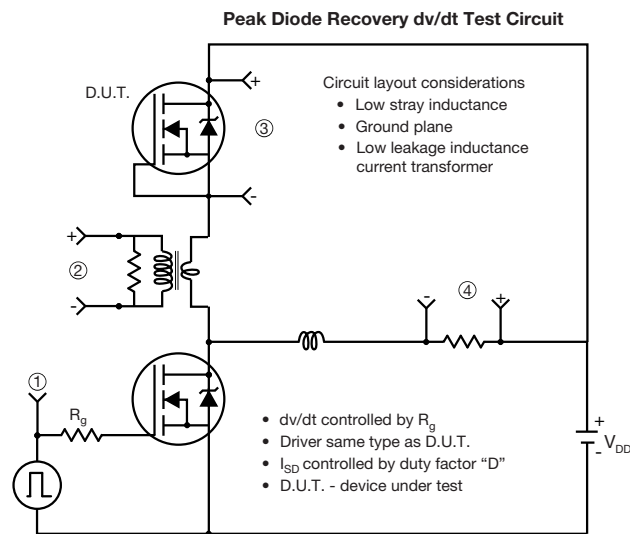 Peak Diode Recovery dv/dt Test Circuit
D.U.T.
+
-
③
Circuit layout considerations
• Low stray inductance
• Ground plane
• Low leakage inductance
current transformer
+
②
-
-
④
+
①
Rg
• dv/dt controlled by Rg
• Driver same type as D.U.T.
• ISD controlled by duty factor “D”
• D.U.T. - device under test
+
-
VDD